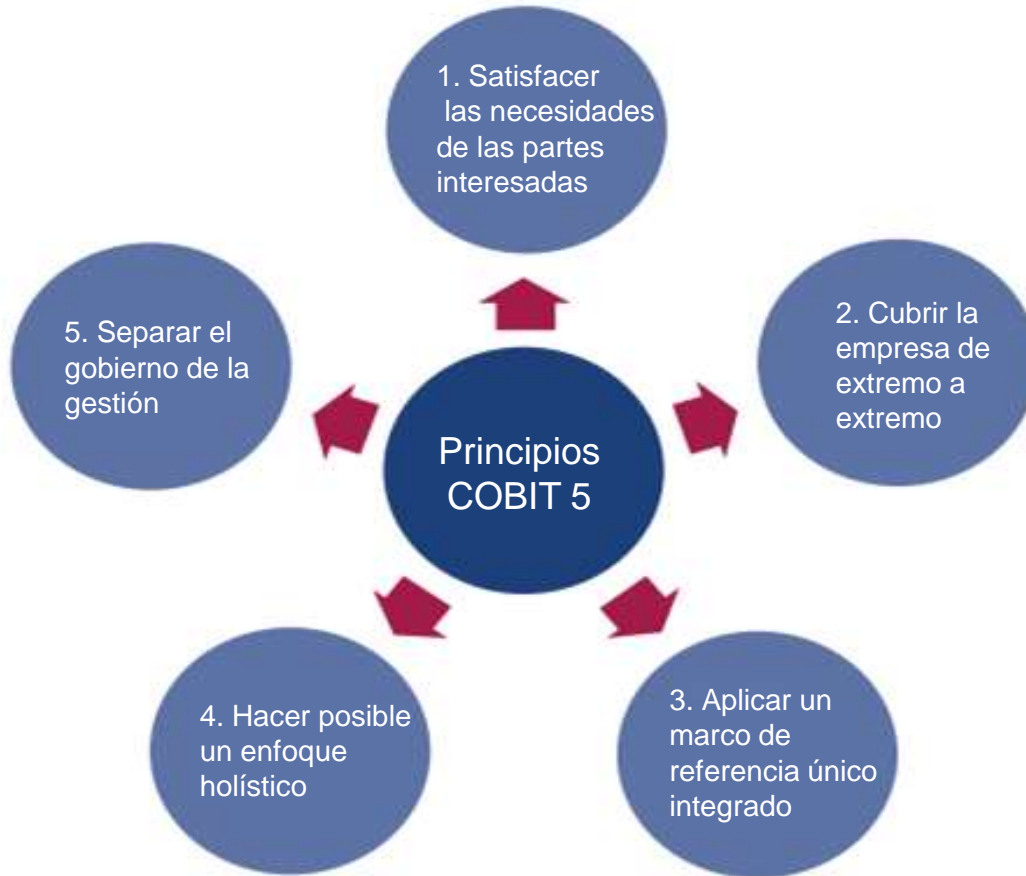 1. Satisfacer
las necesidades
de las partes
interesadas
2. Cubrir la
empresa de
extremo a
extremo
3. Aplicar un
marco de
referencia único
integrado
4. Hacer posible
un enfoque
holístico
5. Separar el
gobierno de la
gestión
Principios
COBIT 5